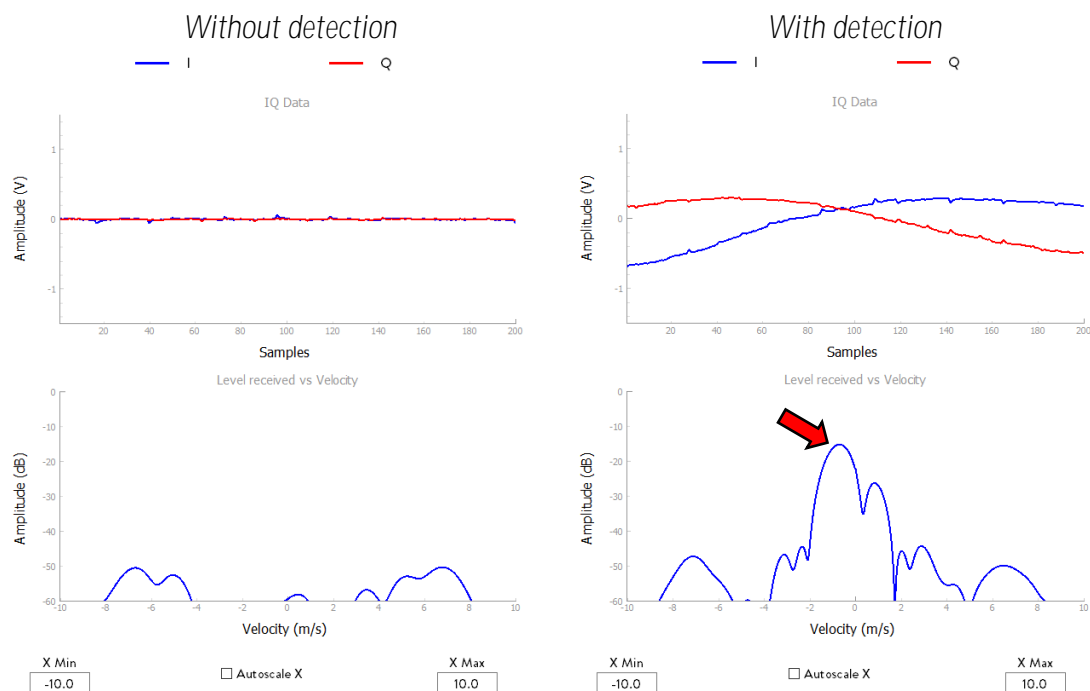 Without detection
I Q
IQ Data
Amplitude (V)
1
0
-1
20 40 60 80 100 120 140 160 180 200
Samples
Level received vs Velocity
Amplitude (dB)
0
-10
-20
-30
-40
-50
-60
-10 -8 -6 -4 -2 0 2 4 6 8 10
Velocity (m/s)
X Min
-10.0
Autoscale X
X Max
10.0
With detection
I Q
IQ Data
Amplitude (V)
1
0
-1
20 40 60 80 100 120 140 160 180 200
Samples
Level received vs Velocity
Amplitude (dB)
0
-10
-20
-30
-40
-50
-60
-10 -8 -6 -4 -2 0 2 4 6 8 10
Velocity (m/s)
X Min
-10.0
Autoscale X
X Max
10.0